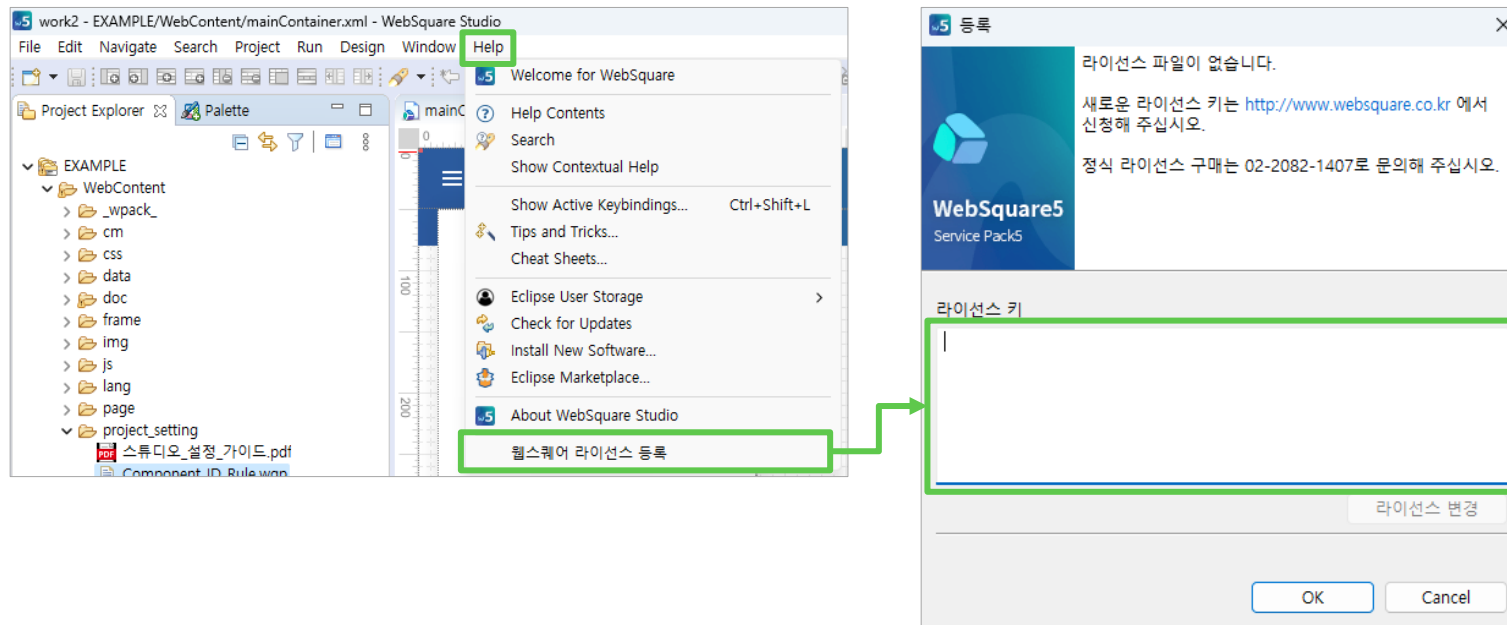 work2 - EXAMPLE/WebContent/mainContainer.xml - WebSquare Studio
File Edit Navigate Search Project Run Design Window Help
Project Explorer
Palette
mainC
0
EXAMPLE
WebContent
_wpack_
cm
css
data
doc
frame
img
js
lang
page
project_setting
스튜디오_설정_가이드.pdf
Component_ID_Rule.wgp
100
200
Welcome for WebSquare
Help Contents
Search
Show Contextual Help
Show Active Keybindings... Ctrl+Shift+L
Tips and Tricks...
Cheat Sheets...
Eclipse User Storage
Check for Updates
Install New Software...
Eclipse Marketplace...
About WebSquare Studio
웹스퀘어 라이선스 등록
등록
라이선스 파일이 없습니다.
새로운 라이선스 키는 http://www.websquare.co.kr 에서
신청해 주십시오.
정식 라이선스 구매는 02-2082-1407로 문의해 주십시오.
WebSquare5
Service Pack5
라이선스 키
라이선스 변경
OK Cancel